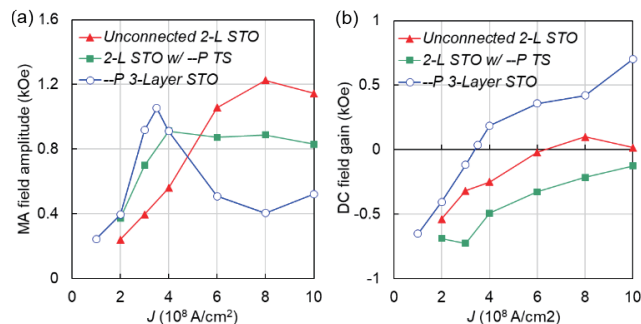 (a)
1.6
1.2
0.8
0.4
0
MA field amplitude (kOe)
Unconnected 2-L STO
2-L STO w/ --P TS
--P 3-Layer STO
0 2 4 6 8 10
J (10⁸ A/cm²)
(b)
1
0.5
0
-0.5
-1
DC field gain (kOe)
Unconnected 2-L STO
2-L STO w/ --P TS
--P 3-Layer STO
0 2 4 6 8 10
J (10⁸ A/cm2)